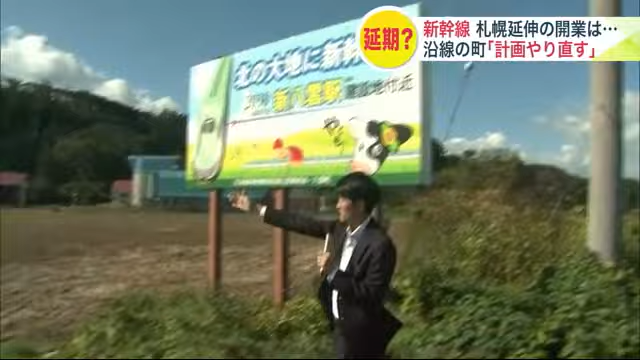 延期?
新幹線 札幌延伸の開業は…
沿線の町「計画やり直す」
北の大地に新幹
新八雲駅